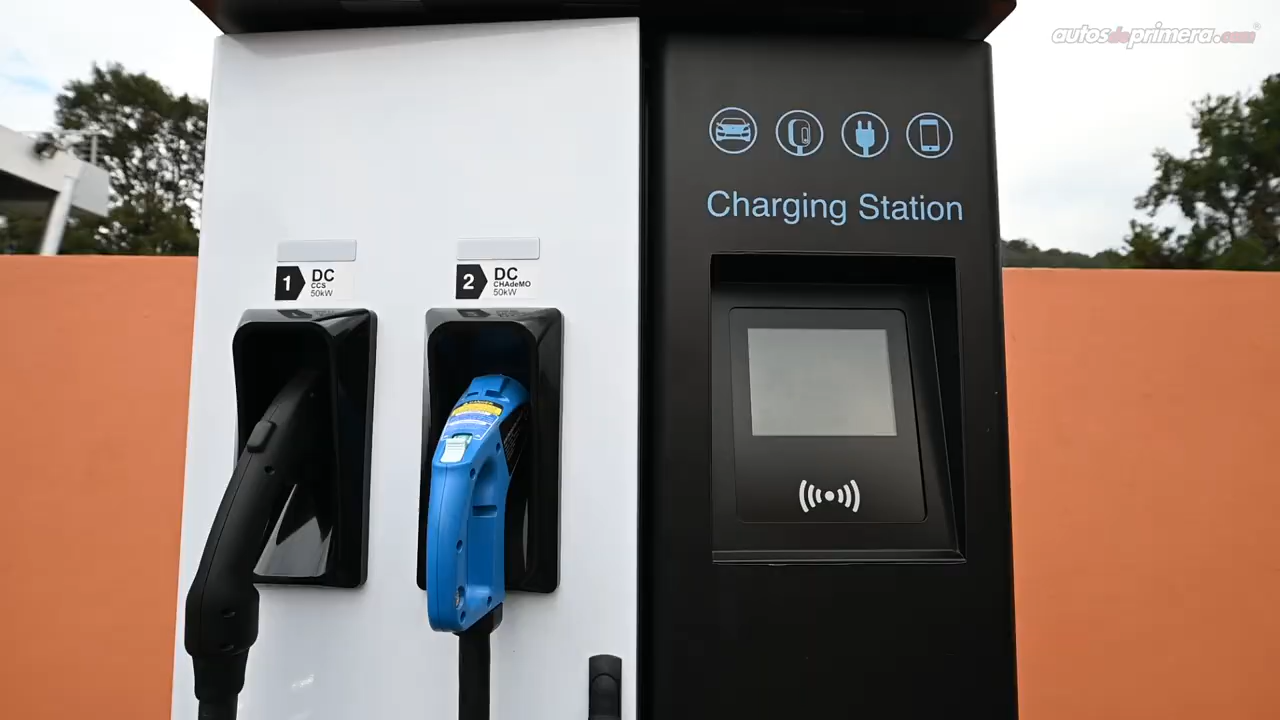 autosdeprimera.com
Charging Station
1
DC
CCS
50kW
2
DC
CHAdeMO
50kW